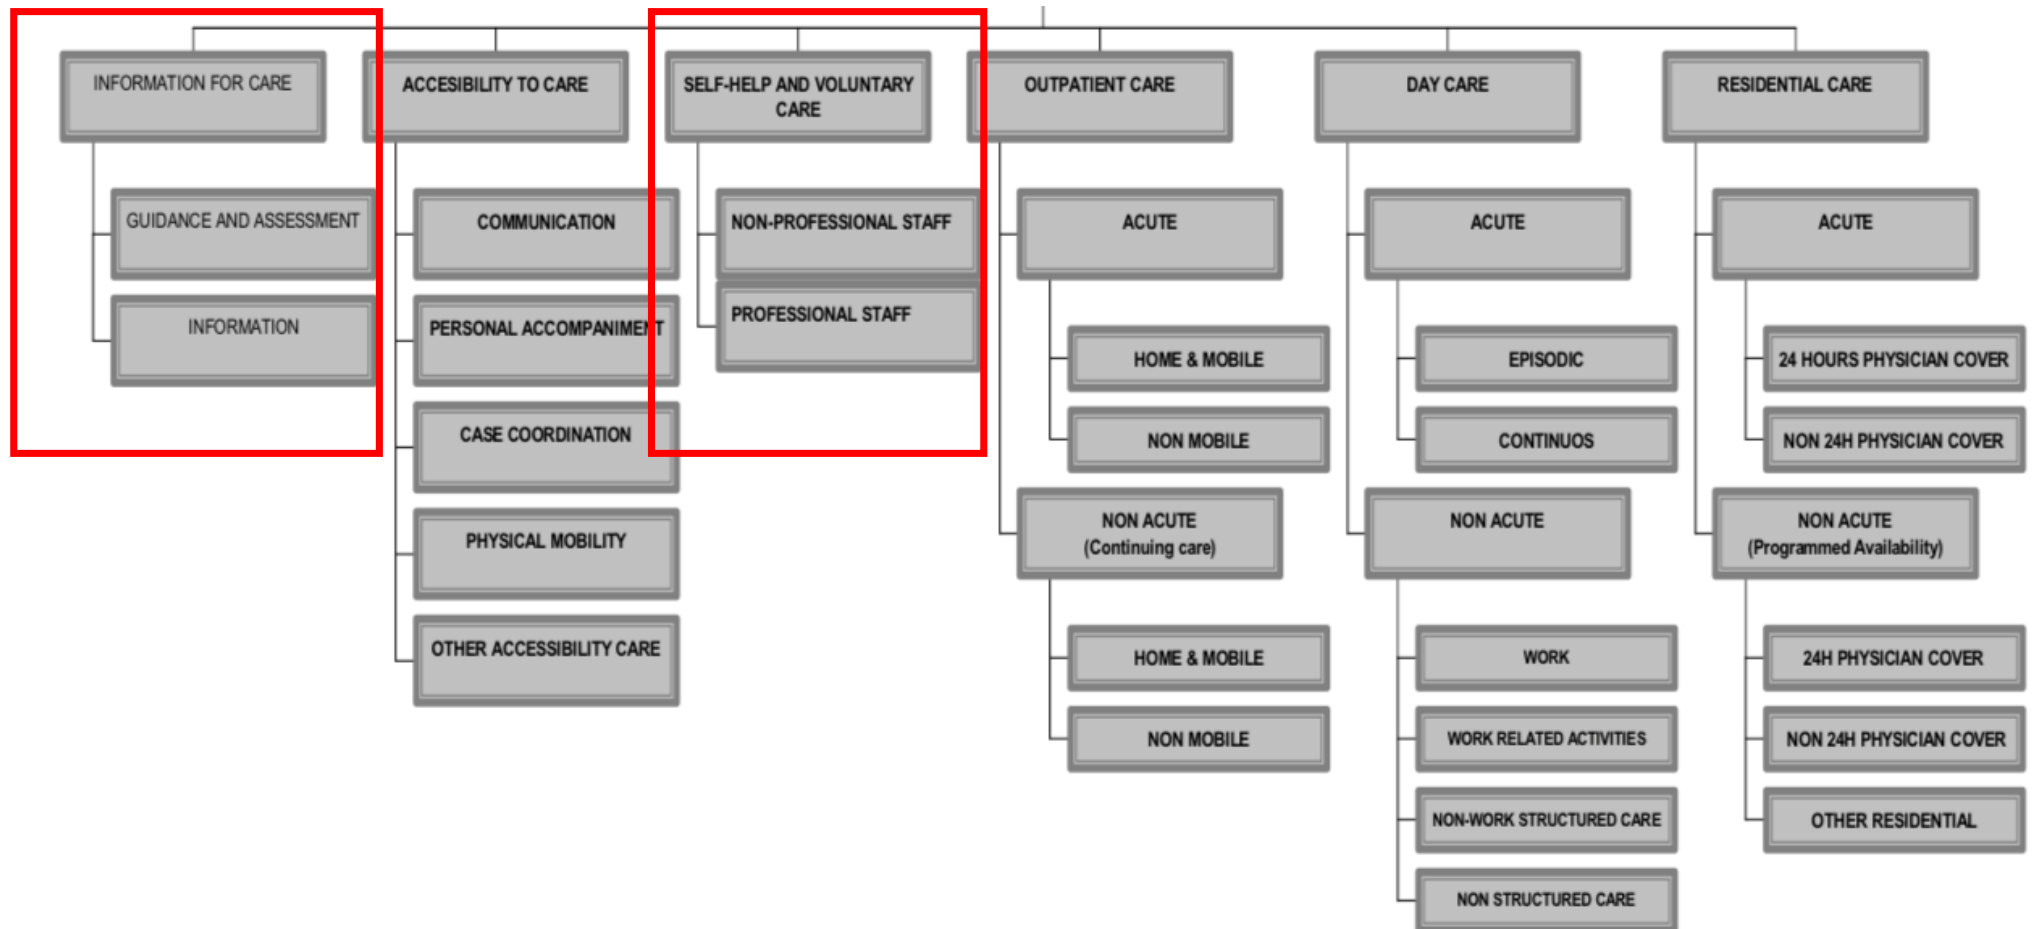 INFORMATION FOR CARE
GUIDANCE AND ASSESSMENT
INFORMATION
ACCESIBILITY TO CARE
COMMUNICATION
PERSONAL ACCOMPANIMENT
CASE COORDINATION
PHYSICAL MOBILITY
OTHER ACCESSIBILITY CARE
SELF-HELP AND VOLUNTARY
CARE
NON-PROFESSIONAL STAFF
PROFESSIONAL STAFF
OUTPATIENT CARE
ACUTE
HOME & MOBILE
NON MOBILE
NON ACUTE
(Continuing care)
HOME & MOBILE
NON MOBILE
DAY CARE
ACUTE
EPISODIC
CONTINUOS
NON ACUTE
WORK
WORK RELATED ACTIVITIES
NON-WORK STRUCTURED CARE
NON STRUCTURED CARE
RESIDENTIAL CARE
ACUTE
24 HOURS PHYSICIAN COVER
NON 24H PHYSICIAN COVER
NON ACUTE
(Programmed Availability)
24H PHYSICIAN COVER
NON 24H PHYSICIAN COVER
OTHER RESIDENTIAL